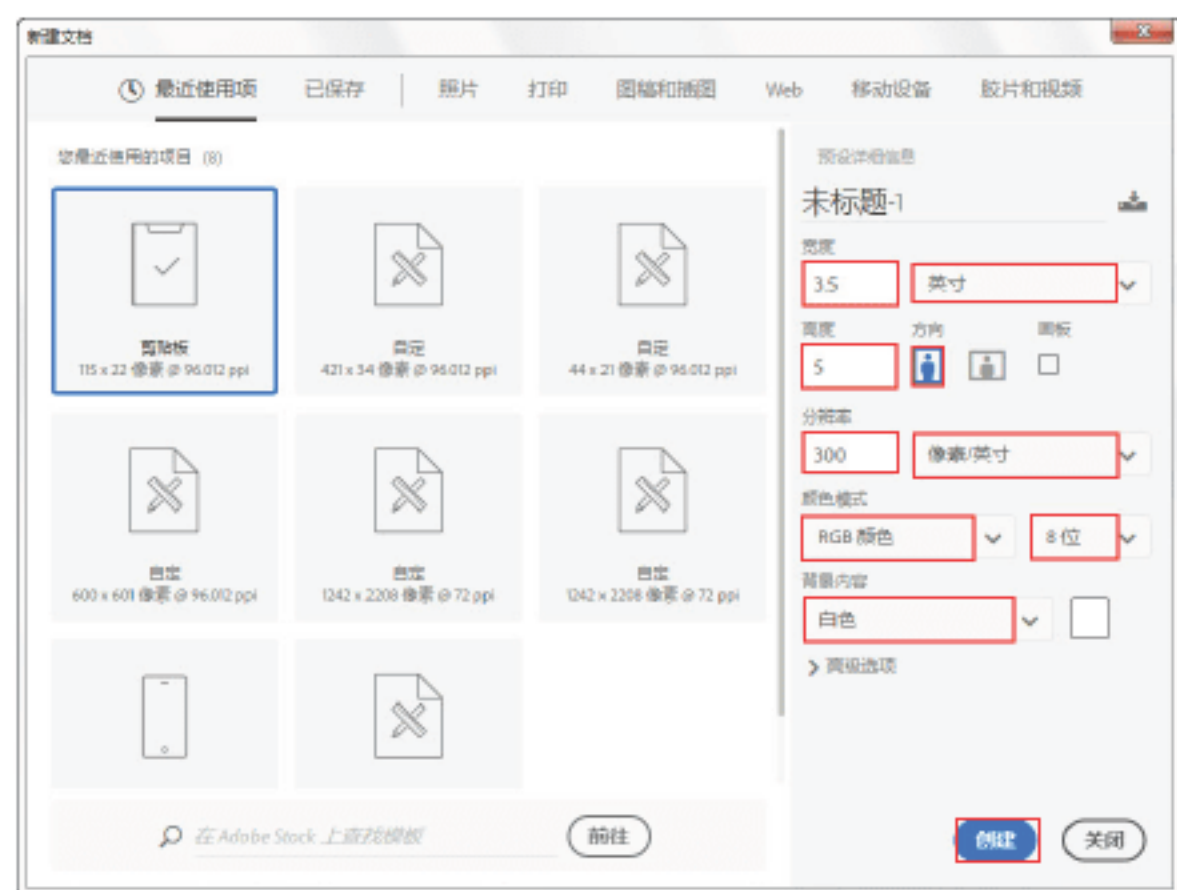 新建文档
最近使用项 已保存 照片 打印 图稿和插图 Web 移动设备 胶片和视频
您最近使用的项目 (8)
剪贴板
115 x 22 像素 @ 96.012 ppi
自定
421 x 34 像素 @ 96.012 ppi
自定
44 x 21 像素 @ 96.012 ppi
自定
600 x 601 像素 @ 96.012 ppi
自定
1242 x 2208 像素 @ 72 ppi
自定
1242 x 2208 像素 @ 72 ppi
在 Adobe Stock 上查找模板 前往
预设详细信息
未标题-1
宽度
3.5 英寸
高度 方向 画板
5
分辨率
300 像素/英寸
颜色模式
RGB 颜色 8 位
背景内容
白色
高级选项
创建 关闭